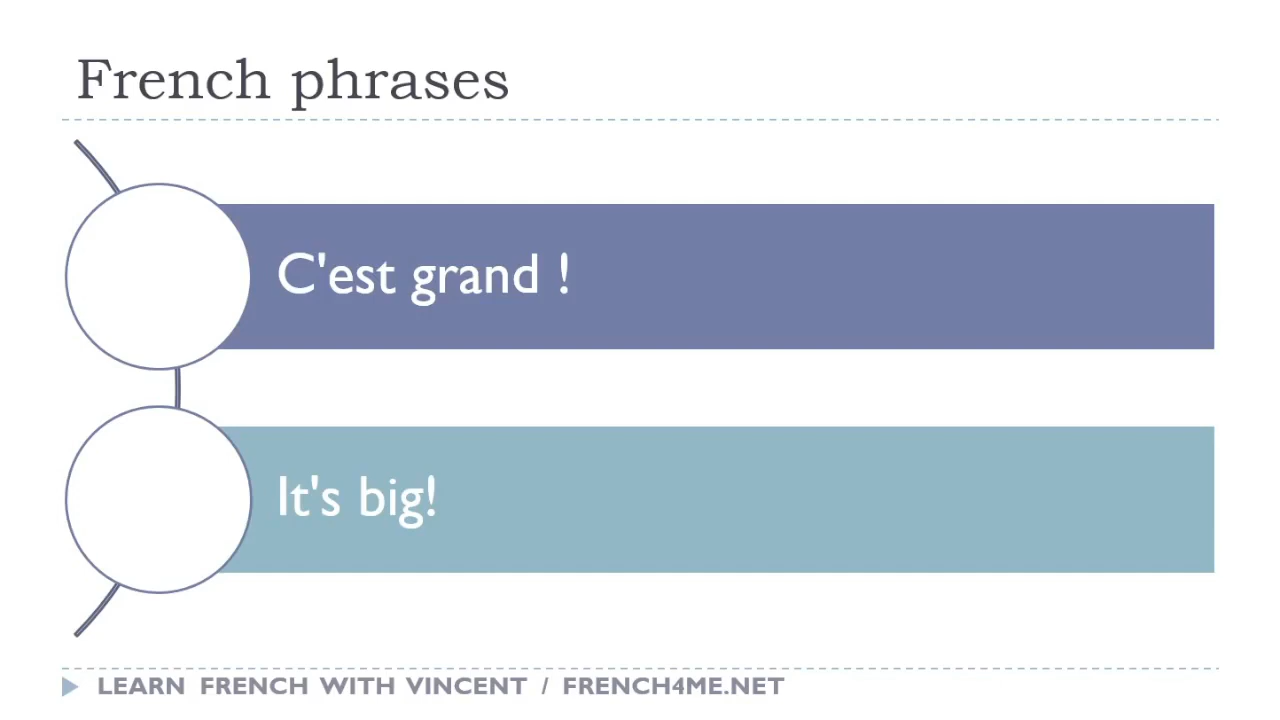 French phrases
C'est grand !
It's big!
LEARN FRENCH WITH VINCENT / FRENCH4ME.NET